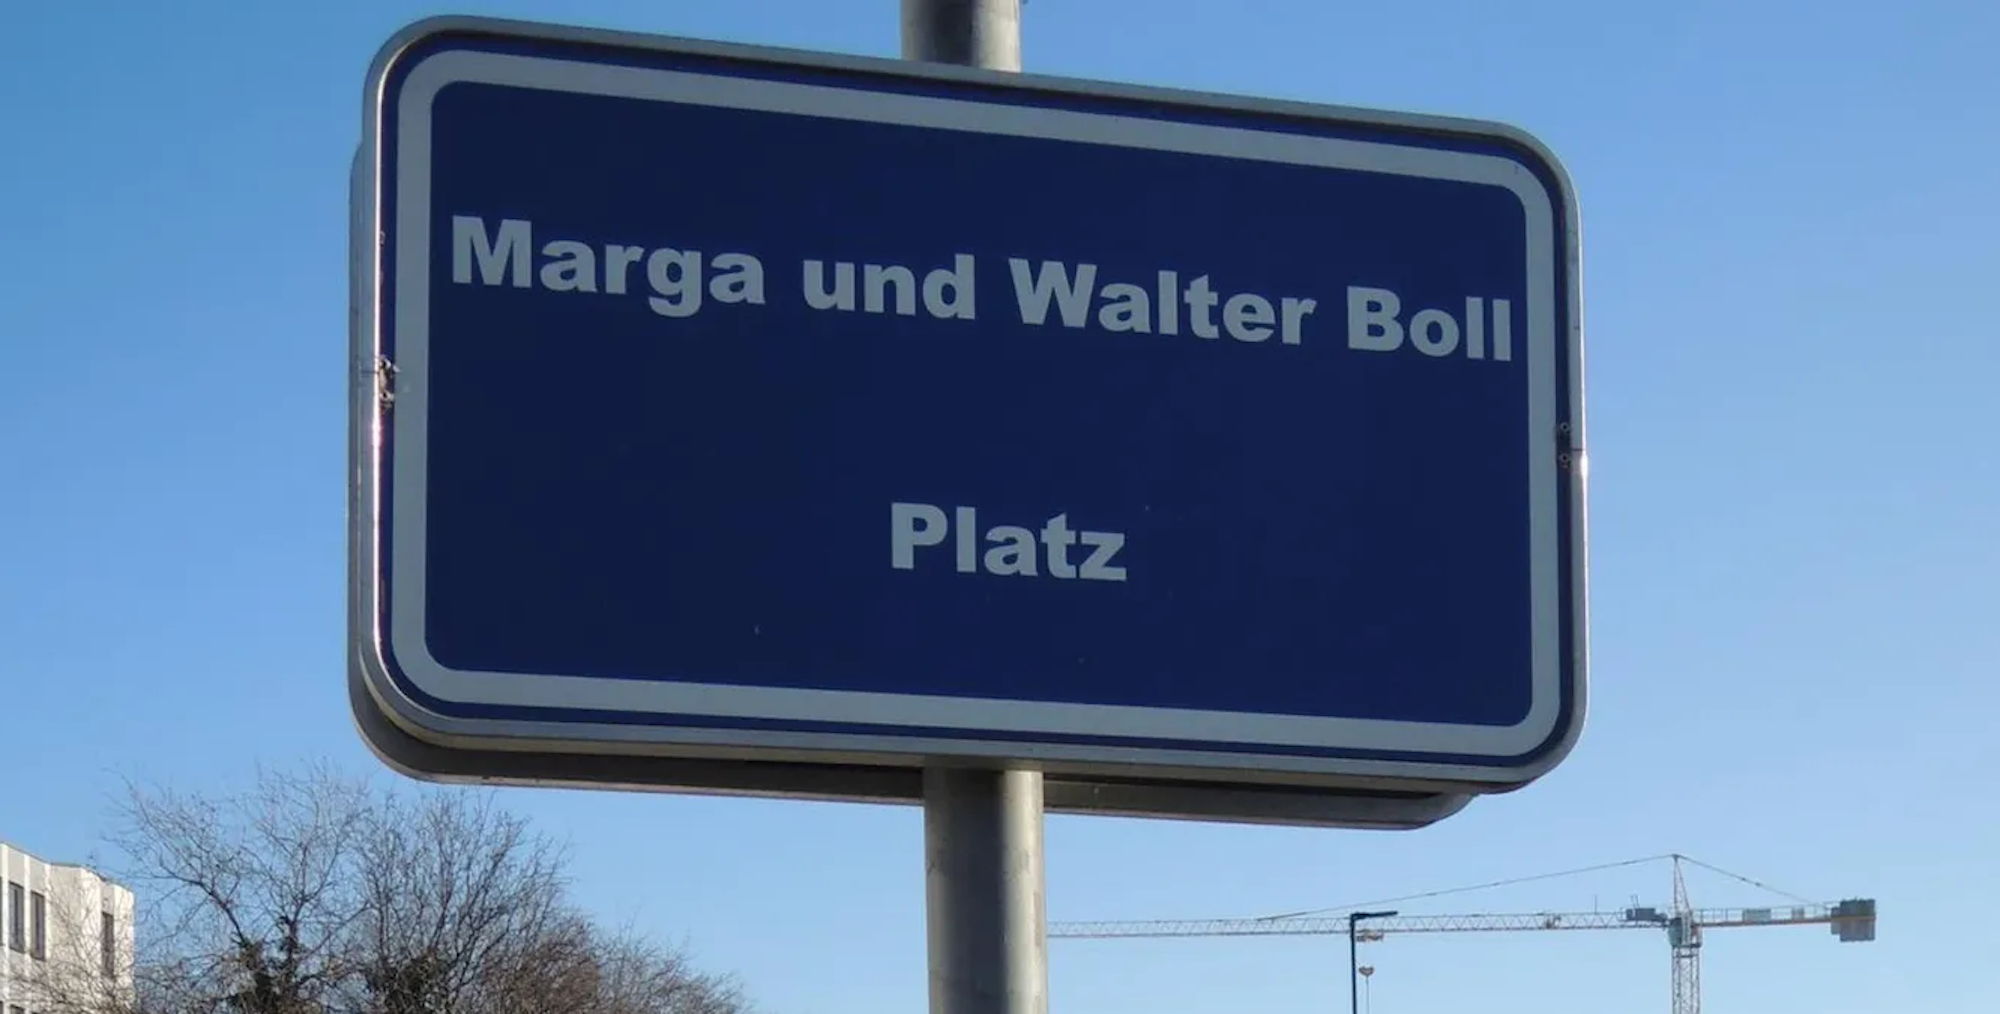 Marga und Walter Boll
Platz